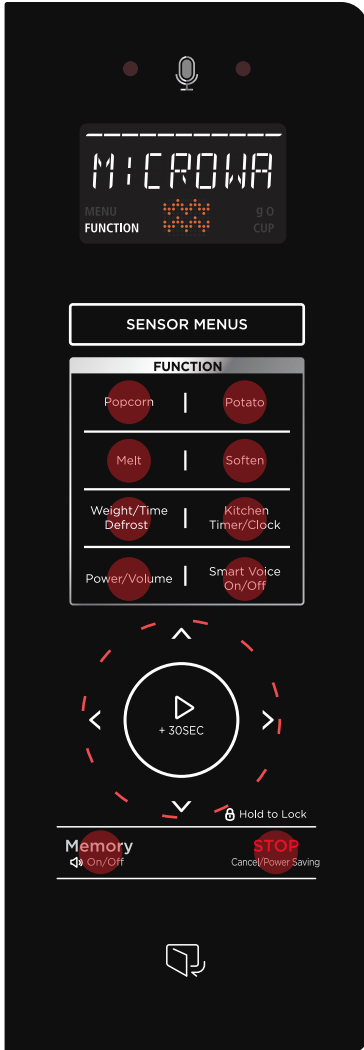 MICROWA
MENU
g O
FUNCTION
CUP
SENSOR MENUS
FUNCTION
Popcorn
Potato
Melt
Soften
Weight/Time
Defrost
Kitchen
Timer/Clock
Power/Volume
Smart Voice
On/Off
+ 30SEC
Hold to Lock
Memory
On/Off
STOP
Cancel/Power Saving